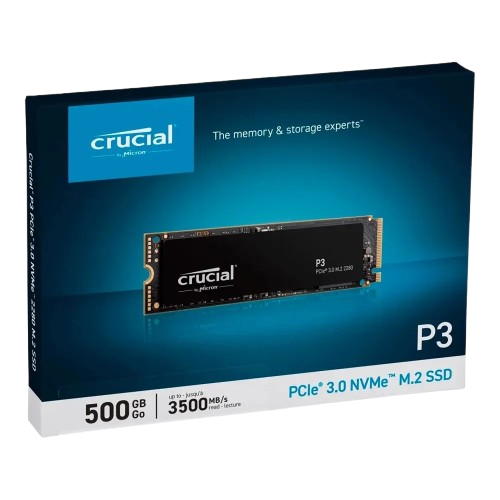 crucial
by Micron
The memory & storage experts™
Crucial® P3 PCIe® 3.0 NVMe™ 2280 M.2 SSD
crucial
by Micron
P3
PCIe® 3.0 M.2 2280
P3
500 GB
Go
up to - jusqu'à
3500 MB/s
read - lecture
PCIe® 3.0 NVMe™ M.2 SSD